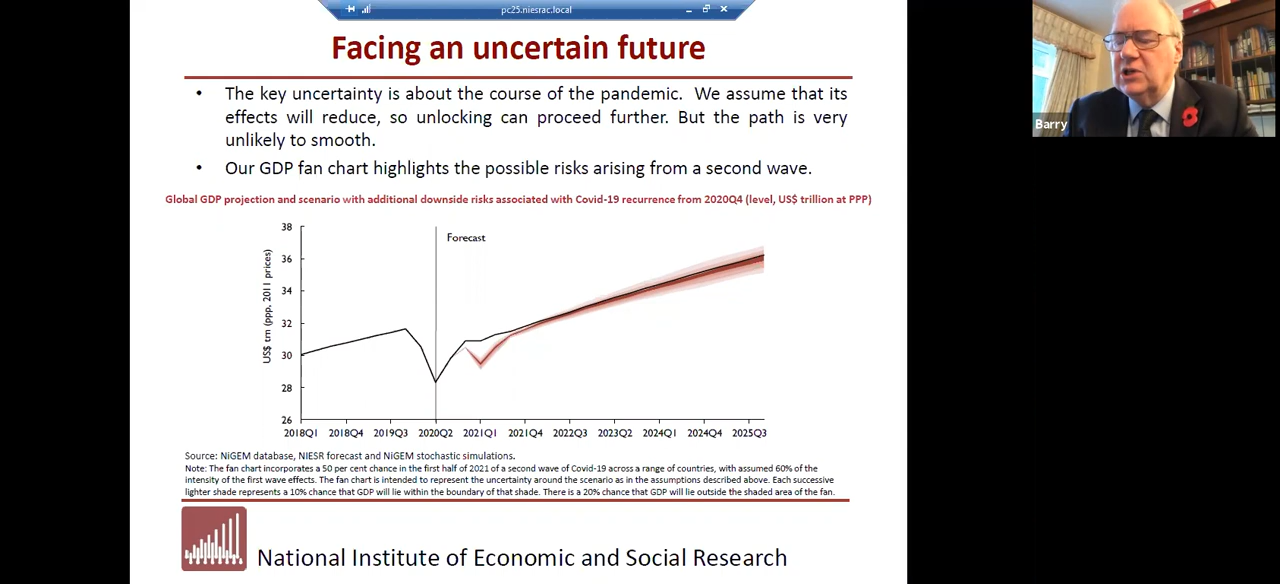 pc25.niesrac.local
Facing an uncertain future
• The key uncertainty is about the course of the pandemic. We assume that its
effects will reduce, so unlocking can proceed further. But the path is very
unlikely to smooth.
• Our GDP fan chart highlights the possible risks arising from a second wave.
Global GDP projection and scenario with additional downside risks associated with Covid-19 recurrence from 2020Q4 (level, US$ trillion at PPP)
US$ trn (ppp, 2011 prices)
38
36
34
32
30
28
26
Forecast
2018Q1 2018Q4 2019Q3 2020Q2 2021Q1 2021Q4 2022Q3 2023Q2 2024Q1 2024Q4 2025Q3
Source: NiGEM database, NIESR forecast and NiGEM stochastic simulations.
Note: The fan chart incorporates a 50 per cent chance in the first half of 2021 of a second wave of Covid-19 across a range of countries, with assumed 60% of the
intensity of the first wave effects. The fan chart is intended to represent the uncertainty around the scenario as in the assumptions described above. Each successive
lighter shade represents a 10% chance that GDP will lie within the boundary of that shade. There is a 20% chance that GDP will lie outside the shaded area of the fan.
National Institute of Economic and Social Research
Barry